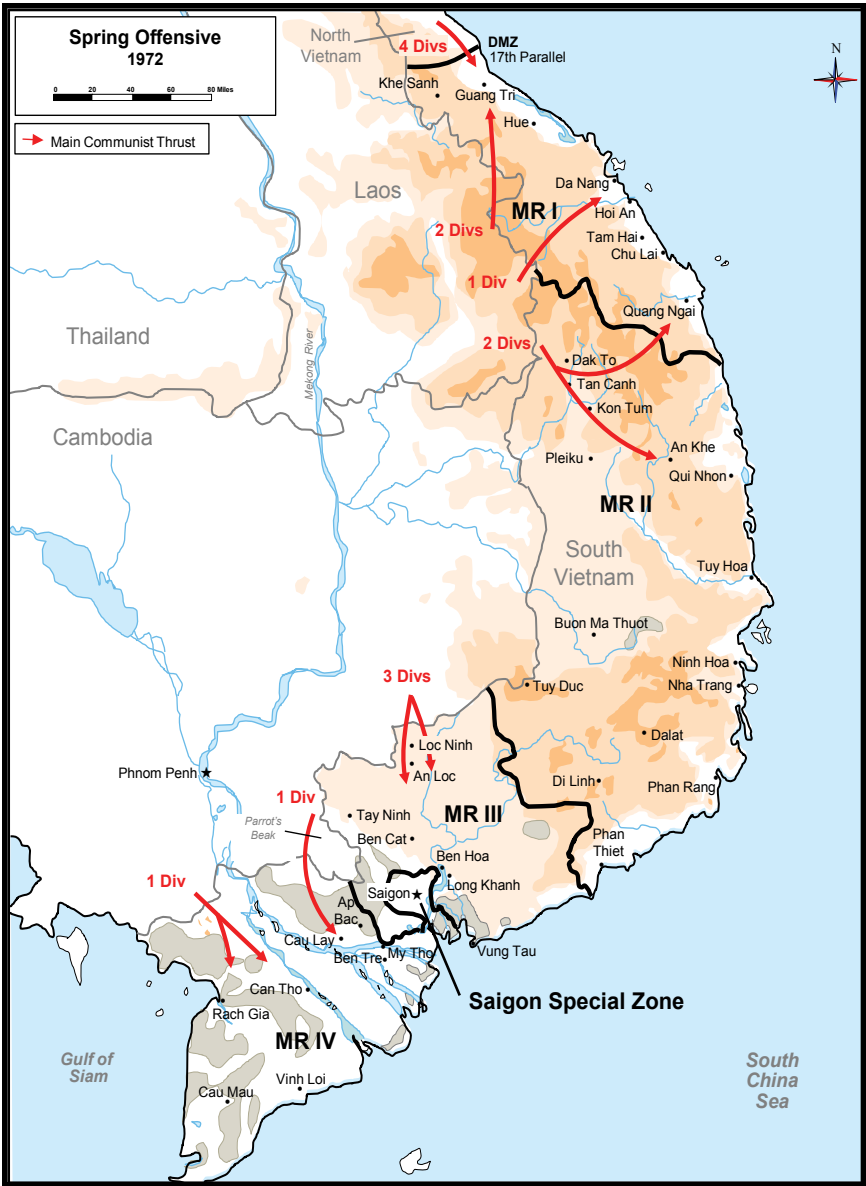 Spring Offensive
1972
0 20 40 60 80 Miles
Main Communist Thrust
North
Vietnam
4 Divs
DMZ
17th Parallel
N
Khe Sanh
Guang Tri
Hue
Laos
Da Nang
MR I
Hoi An
2 Divs
Tam Hai
Chu Lai
1 Div
Quang Ngai
Thailand
Mekong River
2 Divs
Dak To
Tan Canh
Kon Tum
Cambodia
An Khe
Pleiku
Qui Nhon
MR II
South
Vietnam
Tuy Hoa
Buon Ma Thuot
Ninh Hoa
3 Divs
Tuy Duc
Nha Trang
Dalat
Loc Ninh
An Loc
Phnom Penh
Di Linh
Phan Rang
1 Div
Parrot's
Beak
Tay Ninh
MR III
Ben Cat
Phan
Thiet
Ben Hoa
1 Div
Saigon
Long Khanh
Ap
Bac
Cau Lay
Ben Tre
My Tho
Vung Tau
Can Tho
Saigon Special Zone
Rach Gia
MR IV
Gulf of
Siam
South
China
Sea
Vinh Loi
Cau Mau